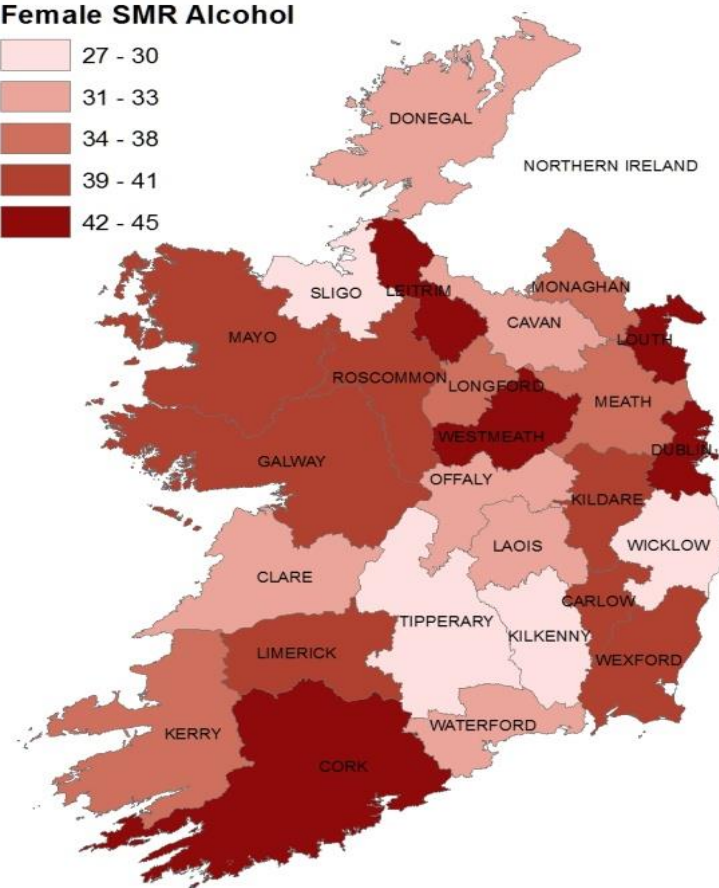 Female SMR Alcohol
27 - 30
31 - 33
34 - 38
39 - 41
42 - 45
DONEGAL
NORTHERN IRELAND
SLIGO
LEITRIM
MONAGHAN
CAVAN
LOUTH
MAYO
ROSCOMMON
LONGFORD
MEATH
WESTMEATH
DUBLIN
GALWAY
OFFALY
KILDARE
LAOIS
WICKLOW
CLARE
CARLOW
TIPPERARY
KILKENNY
LIMERICK
WEXFORD
KERRY
WATERFORD
CORK